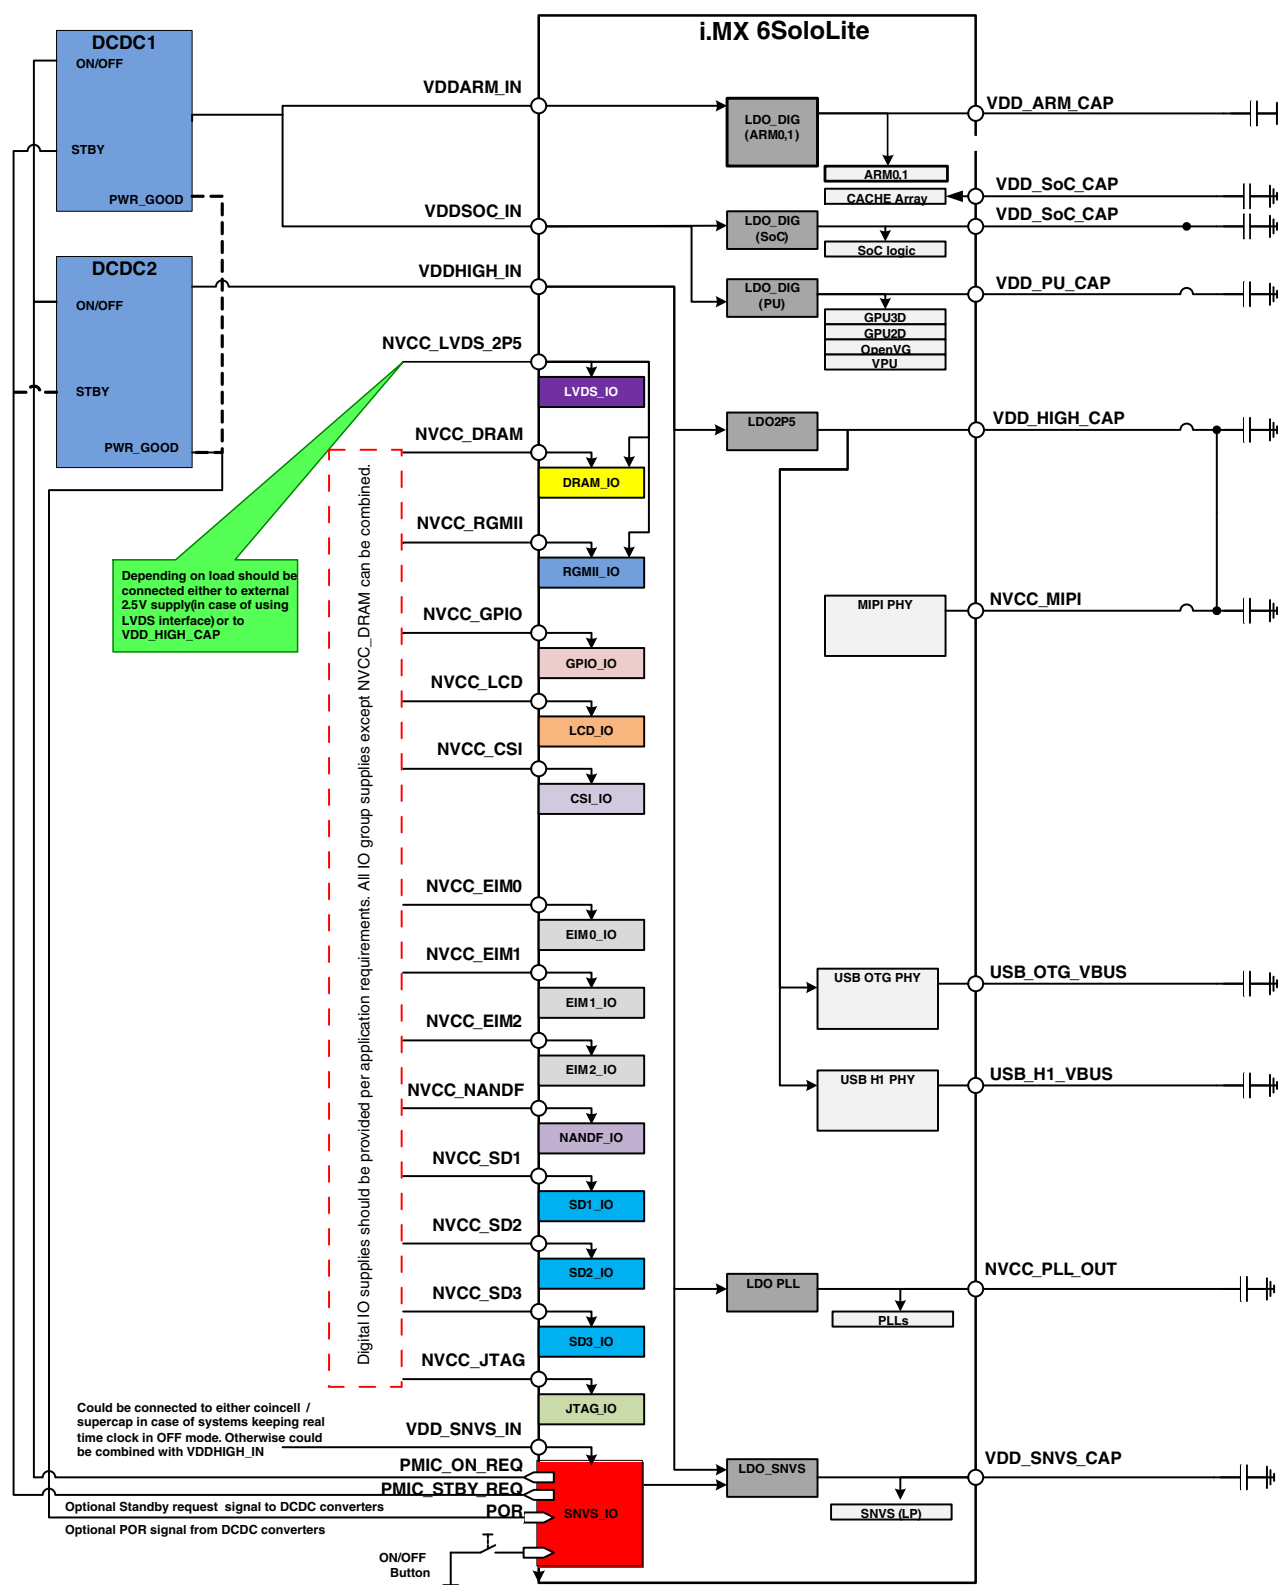 i.MX 6SoloLite
DCDC1
ON/OFF
STBY
PWR_GOOD
DCDC2
ON/OFF
STBY
PWR_GOOD
VDDARM_IN
VDDSOC_IN
VDDHIGH_IN
NVCC_LVDS_2P5
LVDS_IO
NVCC_DRAM
DRAM_IO
NVCC_RGMII
RGMII_IO
NVCC_GPIO
GPIO_IO
NVCC_LCD
LCD_IO
NVCC_CSI
CSI_IO
NVCC_EIM0
EIM0_IO
NVCC_EIM1
EIM1_IO
NVCC_EIM2
EIM2_IO
NVCC_NANDF
NANDF_IO
NVCC_SD1
SD1_IO
NVCC_SD2
SD2_IO
NVCC_SD3
SD3_IO
NVCC_JTAG
JTAG_IO
VDD_SNVS_IN
PMIC_ON_REQ
PMIC_STBY_REQ
POR
SNVS_IO
ON/OFF
Button
Depending on load should be
connected either to external
2.5V supply(in case of using
LVDS interface) or to
VDD_HIGH_CAP
Digital IO supplies should be provided per application requirements. All IO group supplies except NVCC_DRAM can be combined.
Could be connected to either coincell /
supercap in case of systems keeping real
time clock in OFF mode. Otherwise could
be combined with VDDHIGH_IN
Optional Standby request signal to DCDC converters
Optional POR signal from DCDC converters
LDO_DIG
(ARM0,1)
ARM0,1
CACHE Array
LDO_DIG
(SoC)
SoC logic
LDO_DIG
(PU)
GPU3D
GPU2D
OpenVG
VPU
LDO2P5
MIPI PHY
USB OTG PHY
USB H1 PHY
LDO PLL
PLLs
LDO_SNVS
SNVS (LP)
VDD_ARM_CAP
VDD_SoC_CAP
VDD_SoC_CAP
VDD_PU_CAP
VDD_HIGH_CAP
NVCC_MIPI
USB_OTG_VBUS
USB_H1_VBUS
NVCC_PLL_OUT
VDD_SNVS_CAP